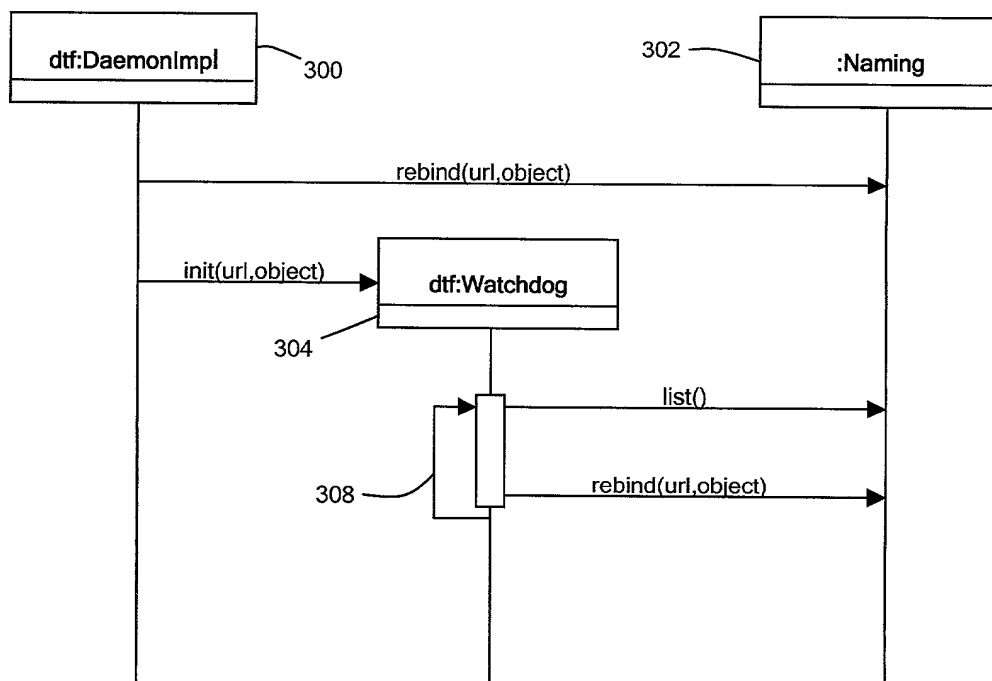 dtf:DaemonImpl
300
302
:Naming
rebind(url,object)
init(url,object)
dtf:Watchdog
304
list()
308
rebind(url,object)